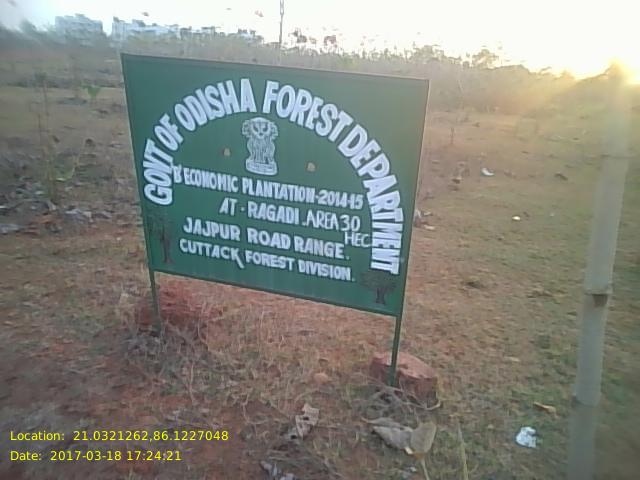 GOVT OF ODISHA FOREST DEPARTMENT
ECONOMIC PLANTATION-2014-15
AT-RAGADI. AREA 30 HEC
JAJPUR ROAD RANGE.
CUTTACK FOREST DIVISION.
Location: 21.0321262,86.1227048
Date: 2017-03-18 17:24:21